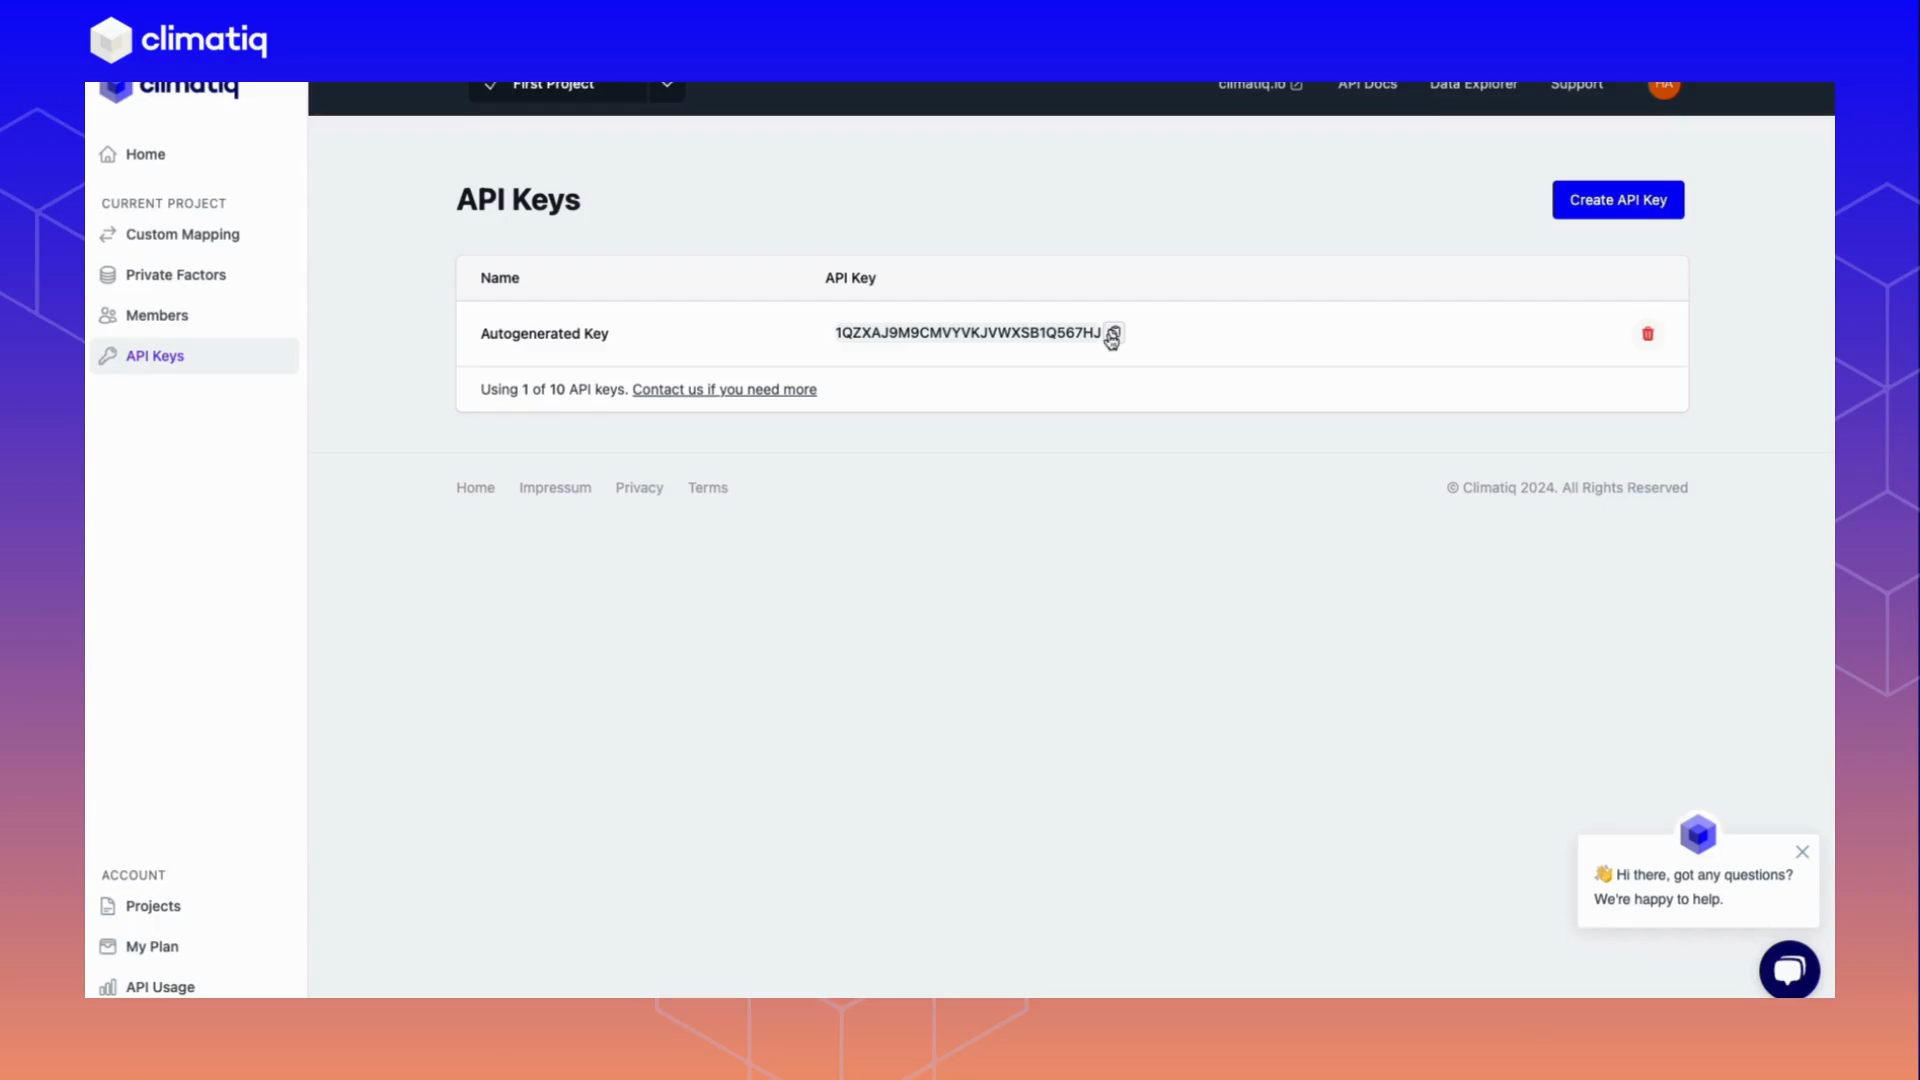 climatiq
climatiq
First Project
climatiq.io
API Docs
Data Explorer
Support
HA
Home
CURRENT PROJECT
Custom Mapping
Private Factors
Members
API Keys
API Keys
Create API Key
Name
API Key
Autogenerated Key
1QZXAJ9M9CMVYVKJVWXSB1Q567HJ
Using 1 of 10 API keys. Contact us if you need more
Home
Impressum
Privacy
Terms
© Climatiq 2024. All Rights Reserved
ACCOUNT
Projects
My Plan
API Usage
👋 Hi there, got any questions?
We're happy to help.